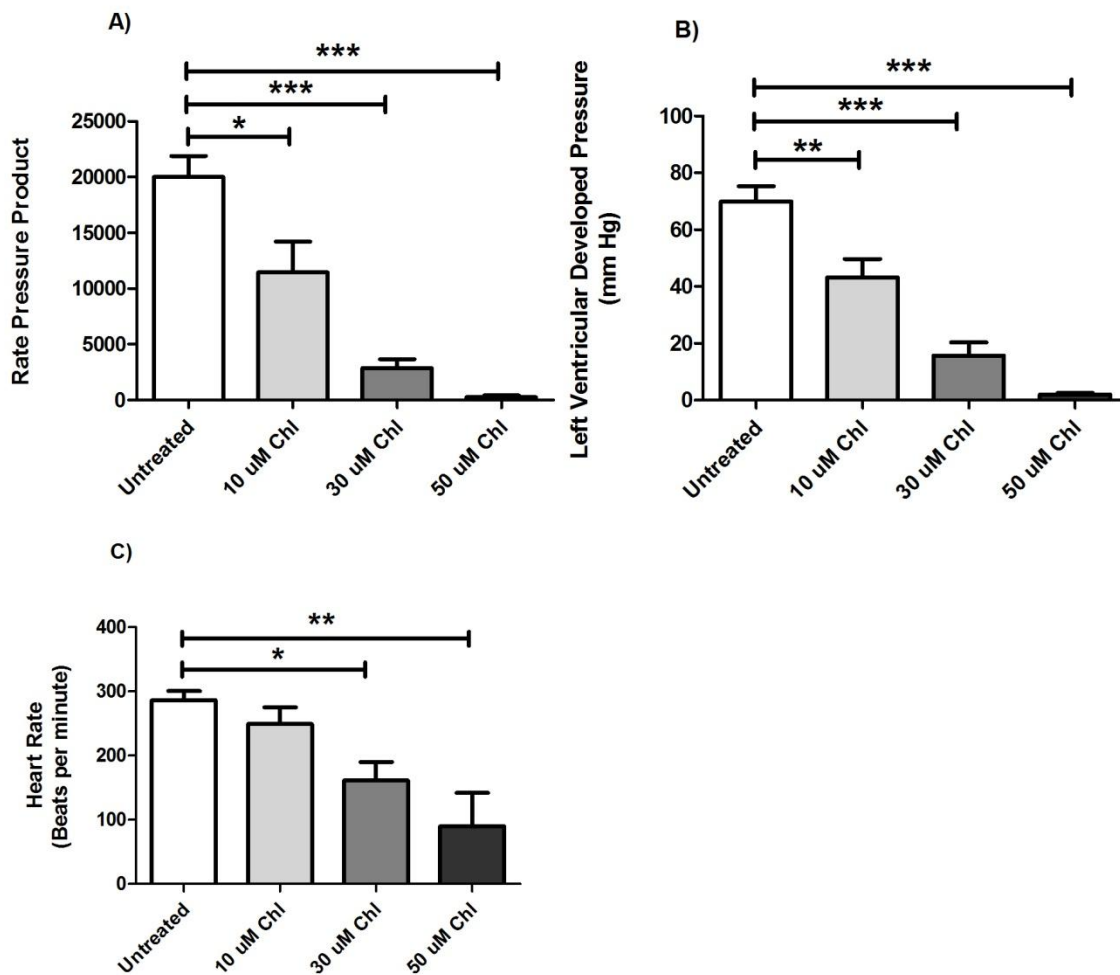 A)
***
***
*
Rate Pressure Product
25000
20000
15000
10000
5000
0
Untreated
10 uM Chl
30 uM Chl
50 uM Chl
B)
***
***
**
Left Ventricular Developed Pressure
(mm Hg)
100
80
60
40
20
0
Untreated
10 uM Chl
30 uM Chl
50 uM Chl
C)
**
*
Heart Rate
(Beats per minute)
400
300
200
100
0
Untreated
10 uM Chl
30 uM Chl
50 uM Chl